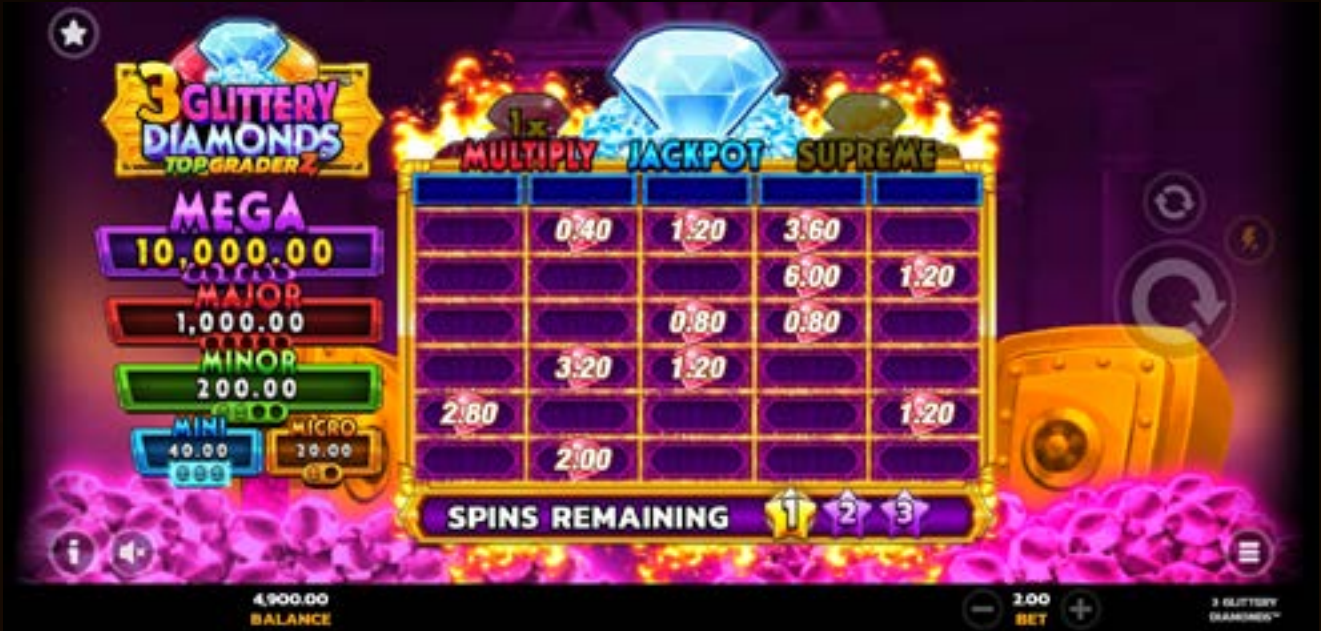 3 GLITTERY
DIAMONDS
TOPGRADERZ
MEGA
10,000.00
MAJOR
1,000.00
MINOR
200.00
MINI MICRO
40.00 20.00
1x
MULTIPLY JACKPOT SUPREME
0.40 1.20 3.60
6.00 1.20
0.80 0.80
3.20 1.20
2.80 1.20
2.00
SPINS REMAINING 1 2 3
i
4,900.00
BALANCE
2.00
BET
3 GLITTERY
DIAMONDS™